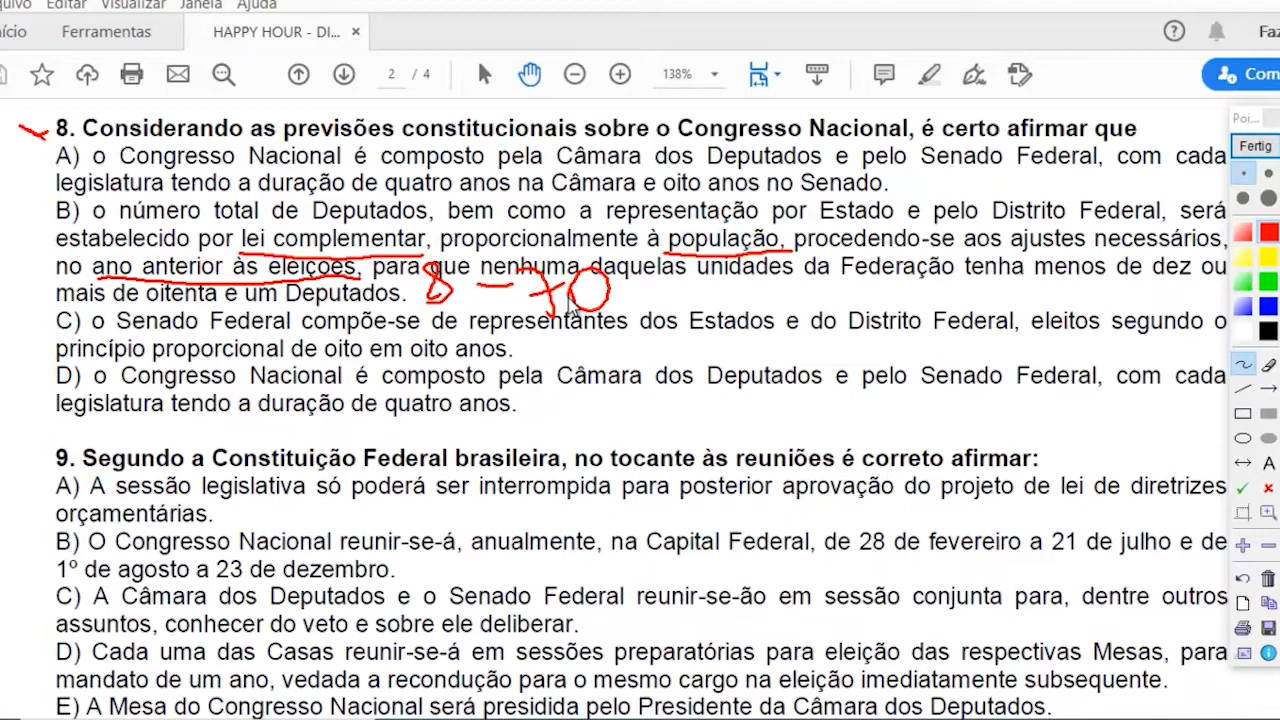 quivo Editar Visualizar Janela Ajuda
ício Ferramentas HAPPY HOUR - DI... × ? Faz
2 / 4 138% Com
8. Considerando as previsões constitucionais sobre o Congresso Nacional, é certo afirmar que
A) o Congresso Nacional é composto pela Câmara dos Deputados e pelo Senado Federal, com cada
legislatura tendo a duração de quatro anos na Câmara e oito anos no Senado.
B) o número total de Deputados, bem como a representação por Estado e pelo Distrito Federal, será
estabelecido por lei complementar, proporcionalmente à população, procedendo-se aos ajustes necessários,
no ano anterior às eleições, para que nenhuma daquelas unidades da Federação tenha menos de dez ou
mais de oitenta e um Deputados. 8 - 70
C) o Senado Federal compõe-se de representantes dos Estados e do Distrito Federal, eleitos segundo o
princípio proporcional de oito em oito anos.
D) o Congresso Nacional é composto pela Câmara dos Deputados e pelo Senado Federal, com cada
legislatura tendo a duração de quatro anos.
9. Segundo a Constituição Federal brasileira, no tocante às reuniões é correto afirmar:
A) A sessão legislativa só poderá ser interrompida para posterior aprovação do projeto de lei de diretrizes
orçamentárias.
B) O Congresso Nacional reunir-se-á, anualmente, na Capital Federal, de 28 de fevereiro a 21 de julho e de
1º de agosto a 23 de dezembro.
C) A Câmara dos Deputados e o Senado Federal reunir-se-ão em sessão conjunta para, dentre outros
assuntos, conhecer do veto e sobre ele deliberar.
D) Cada uma das Casas reunir-se-á em sessões preparatórias para eleição das respectivas Mesas, para
mandato de um ano, vedada a recondução para o mesmo cargo na eleição imediatamente subsequente.
E) A Mesa do Congresso Nacional será presidida pelo Presidente da Câmara dos Deputados.
Poi...
Fertig
A